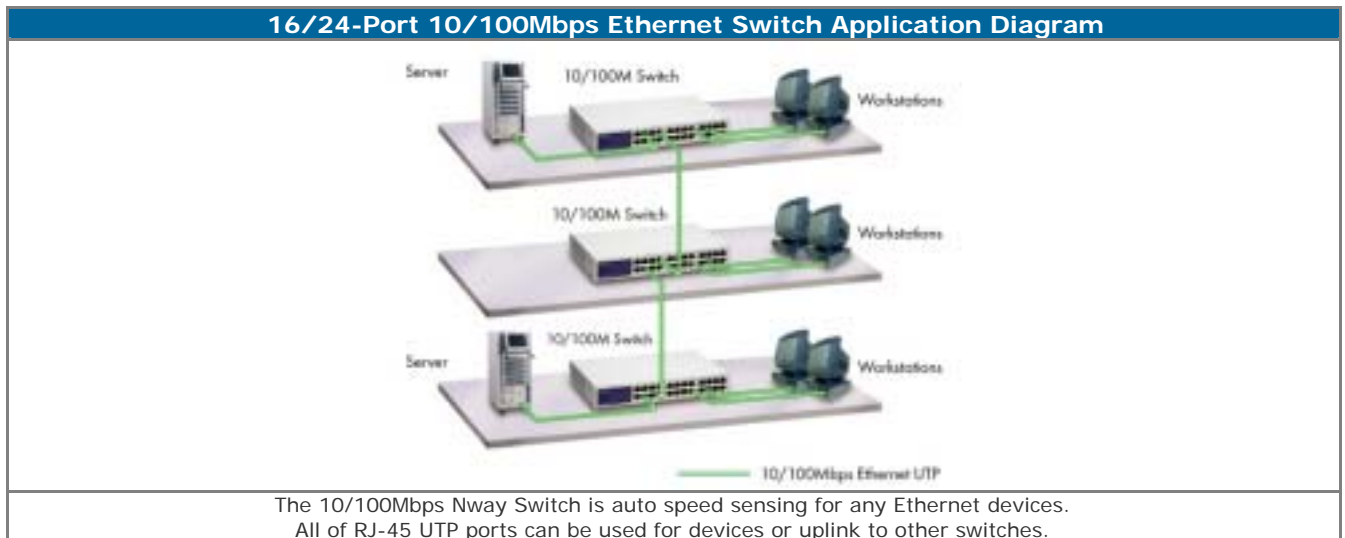 16/24-Port 10/100Mbps Ethernet Switch Application Diagram
Server
10/100M Switch
Workstations
10/100M Switch
Workstations
10/100M Switch
Server
Workstations
10/100Mbps Ethernet UTP
The 10/100Mbps Nway Switch is auto speed sensing for any Ethernet devices.
All of RJ-45 UTP ports can be used for devices or uplink to other switches.